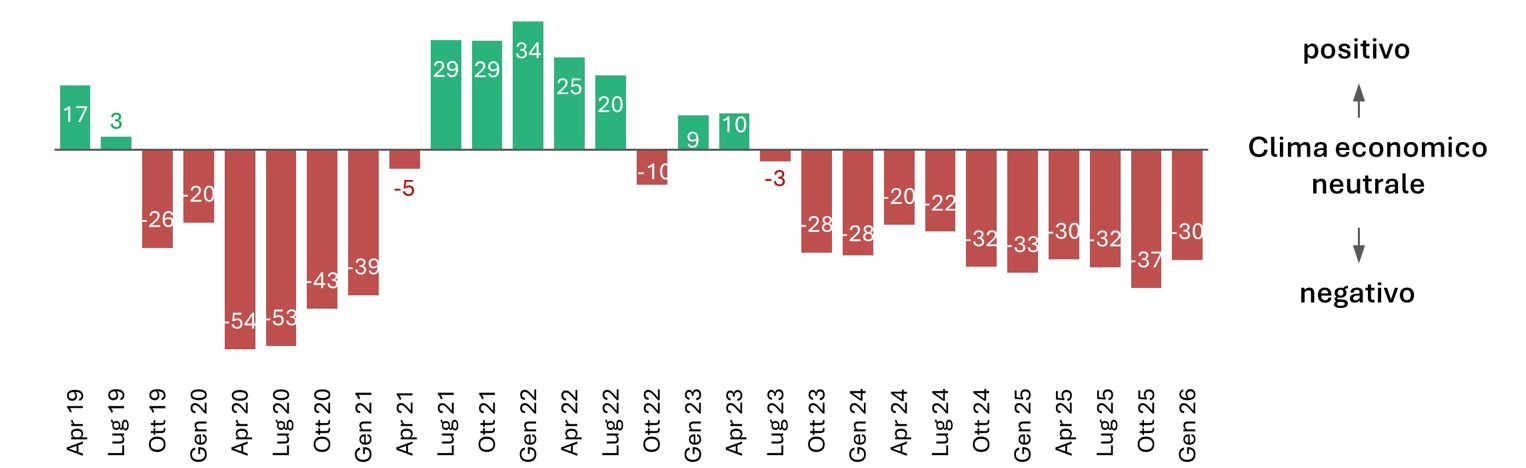 17
3
-26
-20
-54
-53
-43
-39
-5
29
29
34
25
20
-10
9
10
-3
-28
-28
-20
-22
-32
-33
-30
-32
-37
-30
Apr 19
Lug 19
Ott 19
Gen 20
Apr 20
Lug 20
Ott 20
Gen 21
Apr 21
Lug 21
Ott 21
Gen 22
Apr 22
Lug 22
Ott 22
Gen 23
Apr 23
Lug 23
Ott 23
Gen 24
Apr 24
Lug 24
Ott 24
Gen 25
Apr 25
Lug 25
Ott 25
Gen 26
positivo
Clima economico
neutrale
negativo